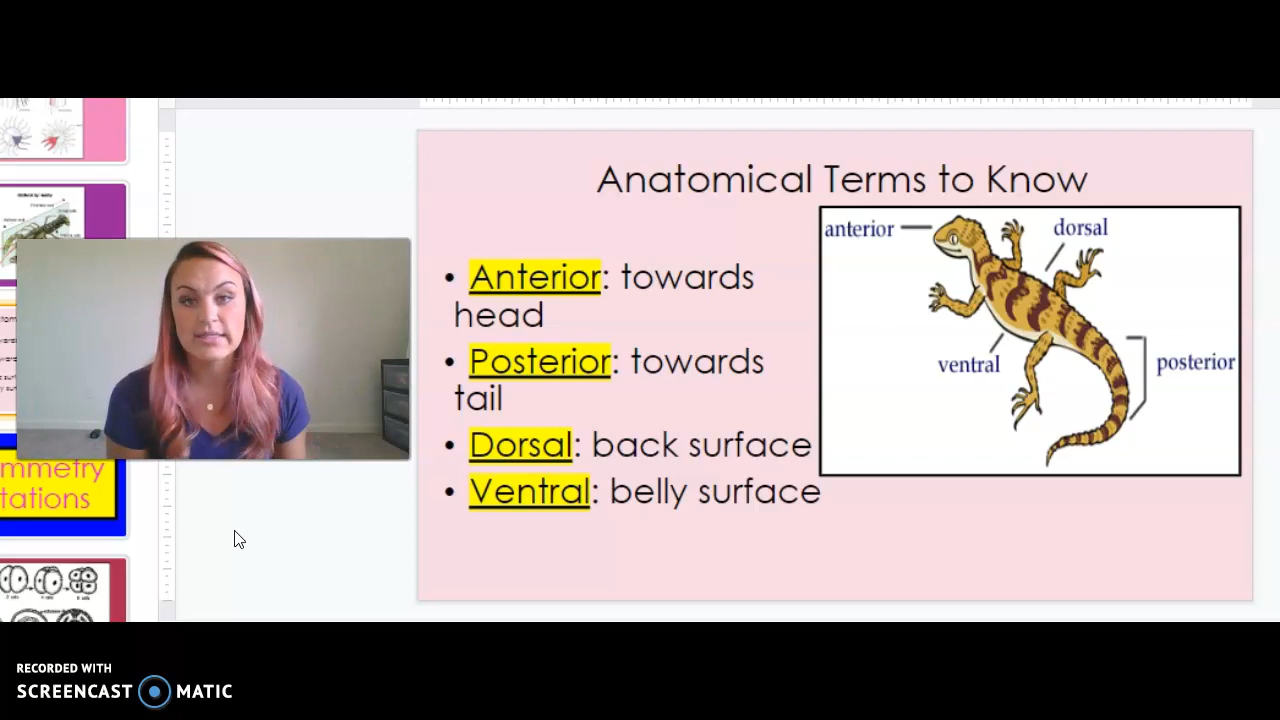 Anatomical Terms to Know
• Anterior: towards
head
• Posterior: towards
tail
• Dorsal: back surface
• Ventral: belly surface
anterior
dorsal
ventral
posterior
mmetry
tations
RECORDED WITH
SCREENCAST MATIC